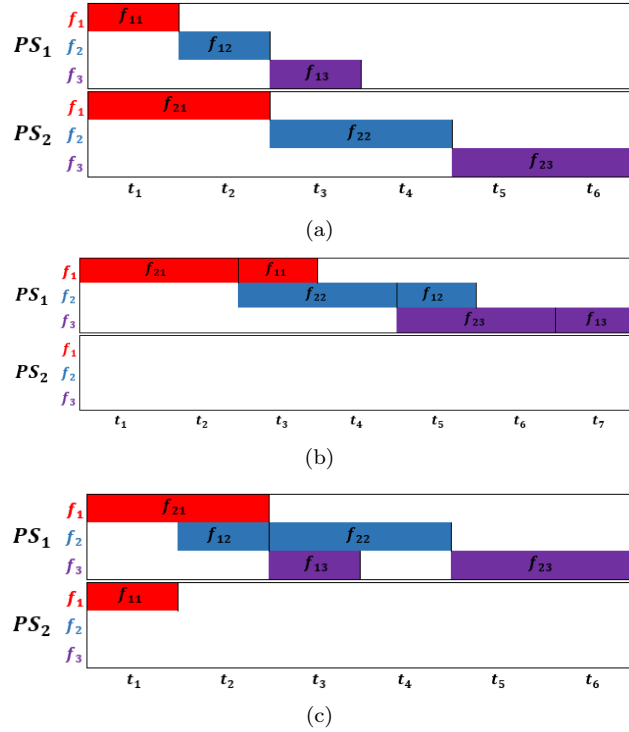 f₁ f₁₁
PS₁ f₂ f₁₂
f₃ f₁₃
f₁ f₂₁
PS₂ f₂ f₂₂
f₃ f₂₃
t₁ t₂ t₃ t₄ t₅ t₆
(a)
f₁ f₂₁ f₁₁
PS₁ f₂ f₂₂ f₁₂
f₃ f₂₃ f₁₃
f₁
PS₂ f₂
f₃
t₁ t₂ t₃ t₄ t₅ t₆ t₇
(b)
f₁ f₂₁
PS₁ f₂ f₁₂ f₂₂
f₃ f₁₃ f₂₃
f₁ f₁₁
PS₂ f₂
f₃
t₁ t₂ t₃ t₄ t₅ t₆
(c)